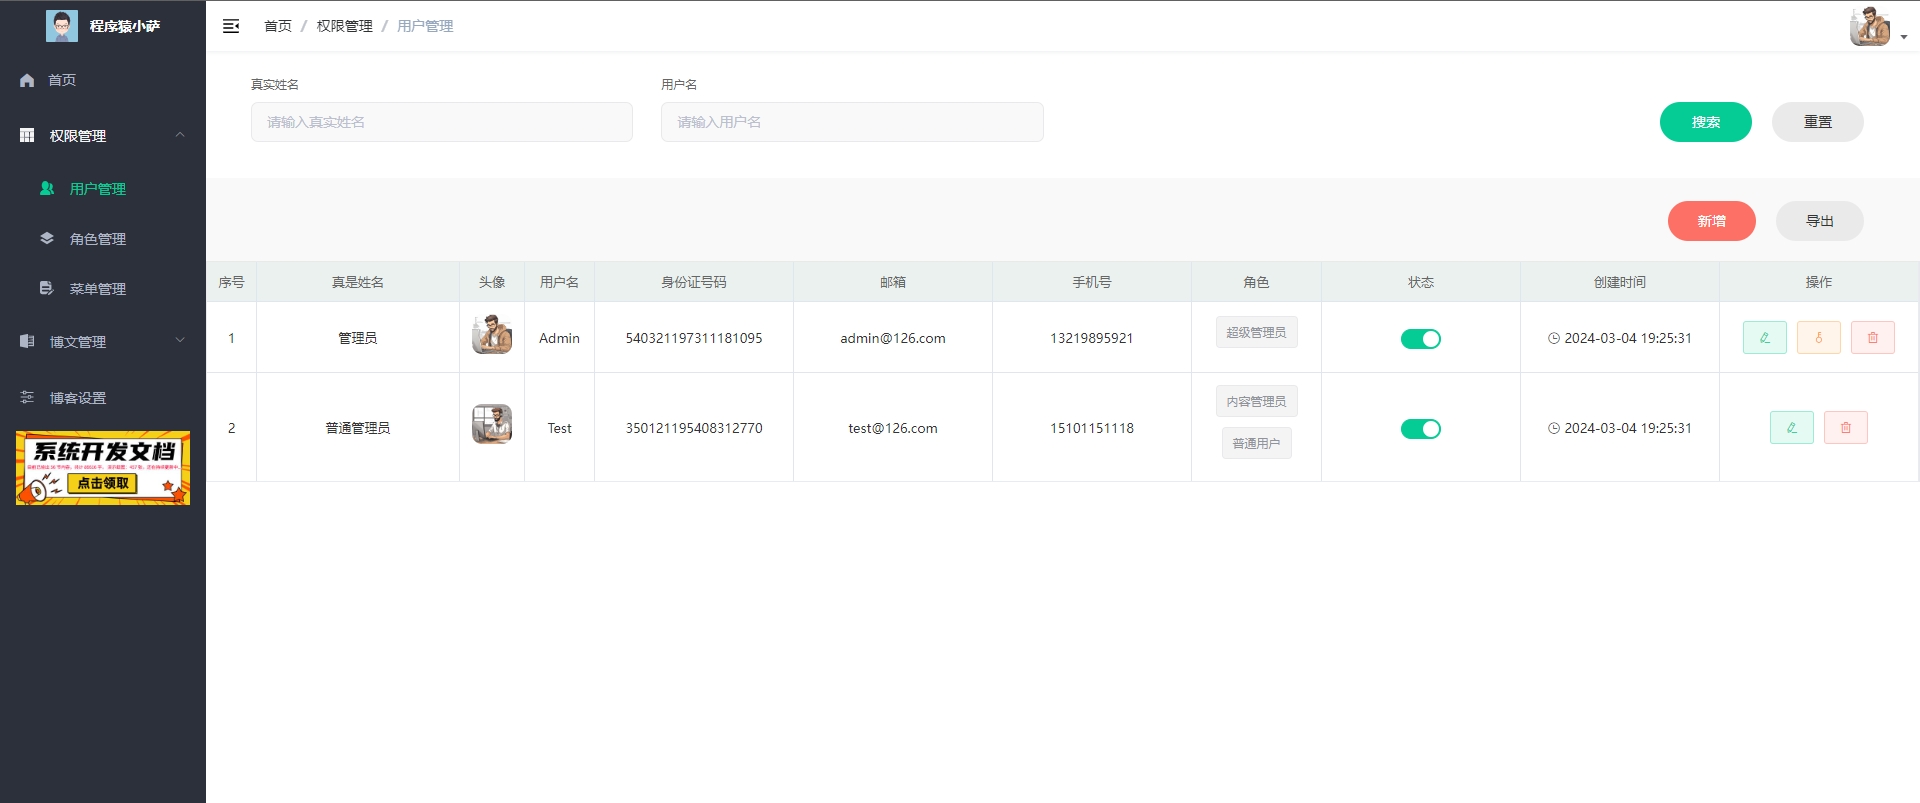 程序猿小萨
首页
权限管理
用户管理
角色管理
菜单管理
博文管理
博客设置
系统开发文档
点击领取
首页 / 权限管理 / 用户管理
真实姓名 用户名
请输入真实姓名 请输入用户名 搜索 重置
新增 导出
序号 真是姓名 头像 用户名 身份证号码 邮箱 手机号 角色 状态 创建时间 操作
1 管理员 Admin 540321197311181095 admin@126.com 13219895921 超级管理员 2024-03-04 19:25:31
2 普通管理员 Test 350121195408312770 test@126.com 15101151118 内容管理员 2024-03-04 19:25:31
普通用户